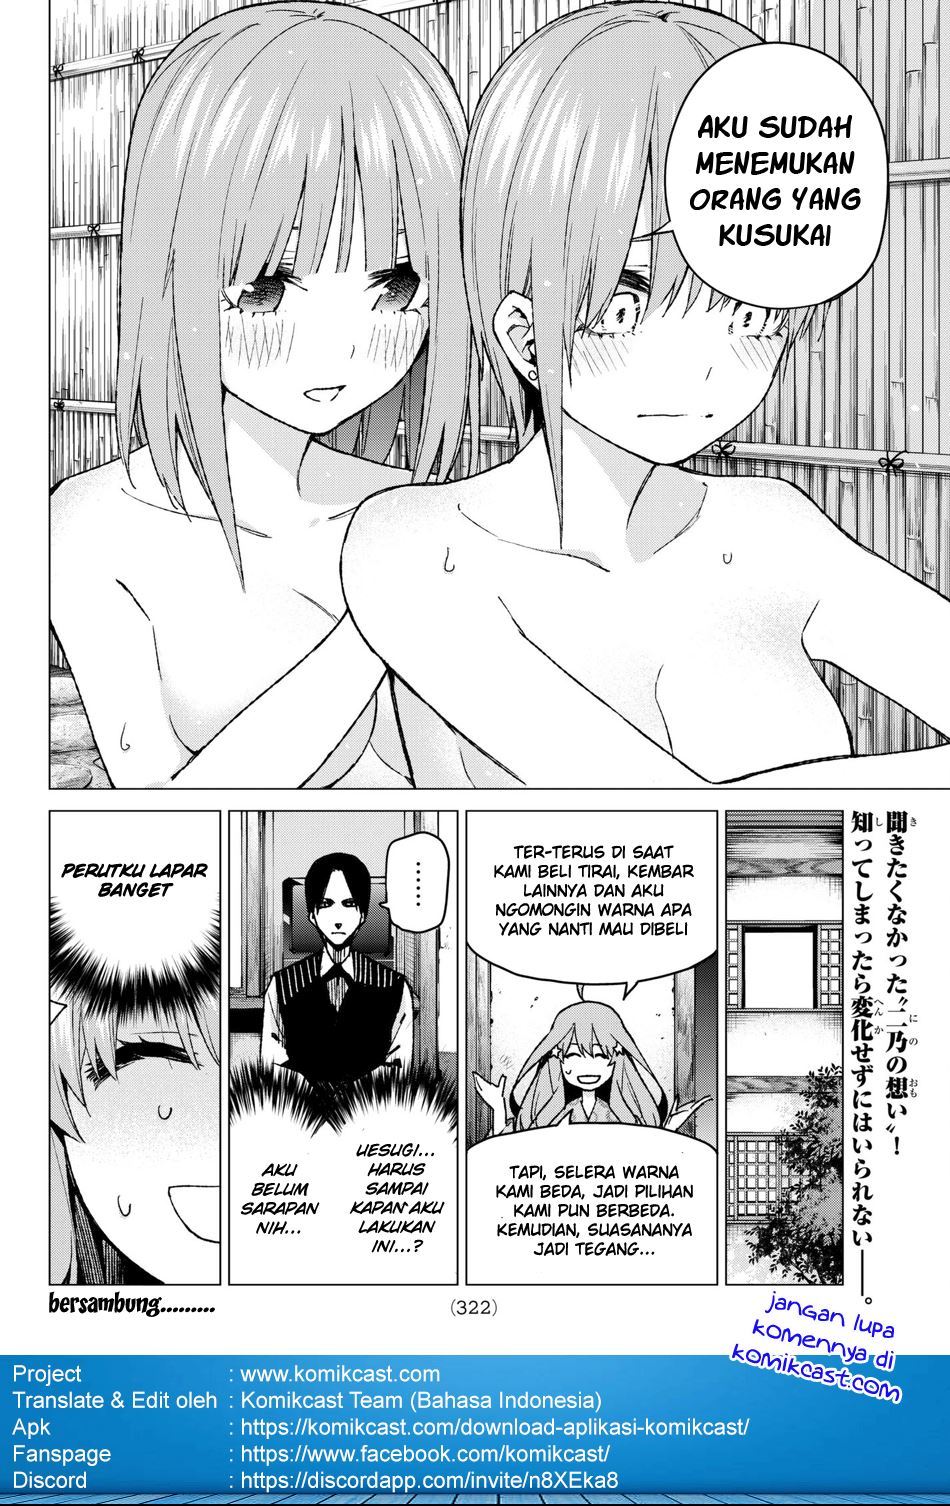 AKU SUDAH
MENEMUKAN
ORANG YANG
KUSUKAI
聞きたくなかった〝二乃の想い〟!
知ってしまったら変化せずにはいられない――。
TER-TERUS DI SAAT
KAMI BELI TIRAI, KEMBAR
LAINNYA DAN AKU
NGOMONGIN WARNA APA
YANG NANTI MAU DIBELI
TAPI, SELERA WARNA
KAMI BEDA, JADI PILIHAN
KAMI PUN BERBEDA.
KEMUDIAN, SUASANANYA
JADI TEGANG...
......
UESUGI...
HARUS
SAMPAI
KAPAN AKU
LAKUKAN
INI...?
AKU
BELUM
SARAPAN
NIH...
PERUTKU LAPAR
BANGET
bersambung.........
(322)
jangan lupa
komennya di
komikcast.com
Project : www.komikcast.com
Translate & Edit oleh : Komikcast Team (Bahasa Indonesia)
Apk : https://komikcast.com/download-aplikasi-komikcast/
Fanspage : https://www.facebook.com/komikcast/
Discord : https://discordapp.com/invite/n8XEka8